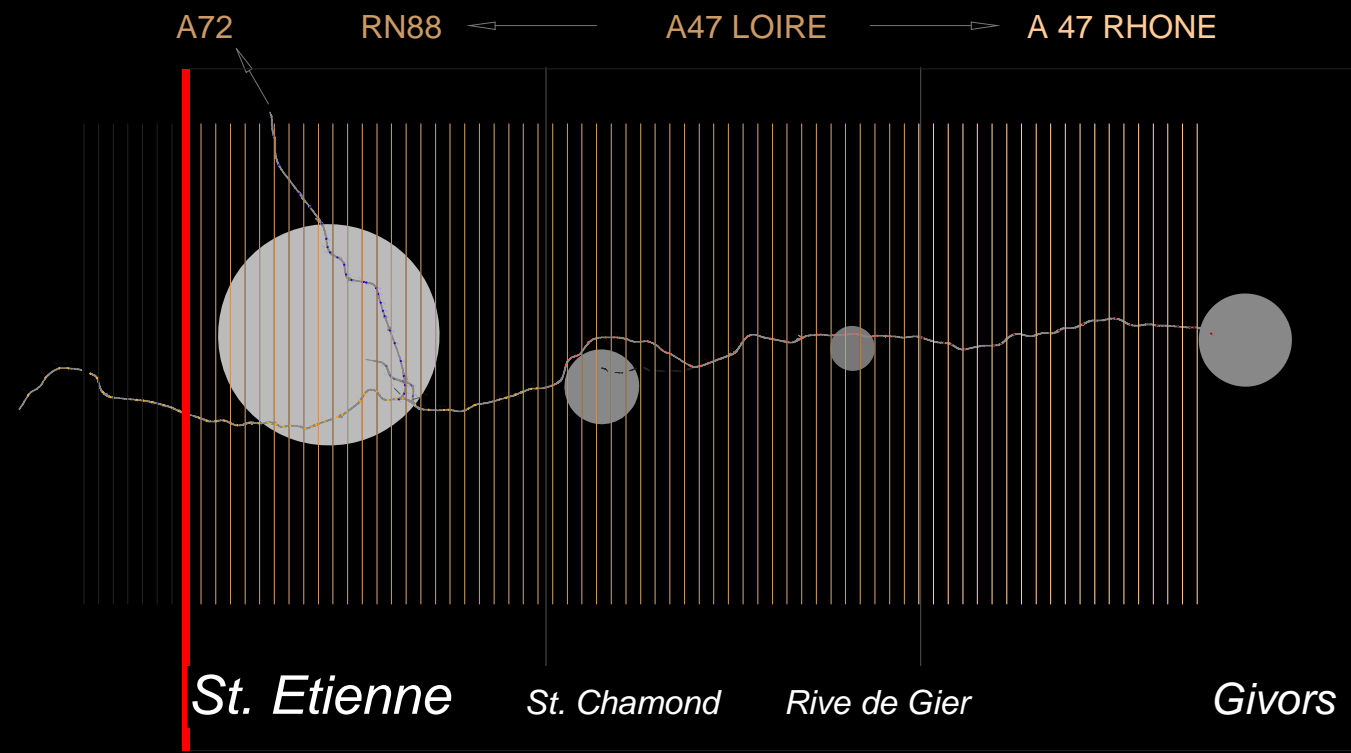 A72 RN88 A47 LOIRE A 47 RHONE
St. Etienne St. Chamond Rive de Gier Givors